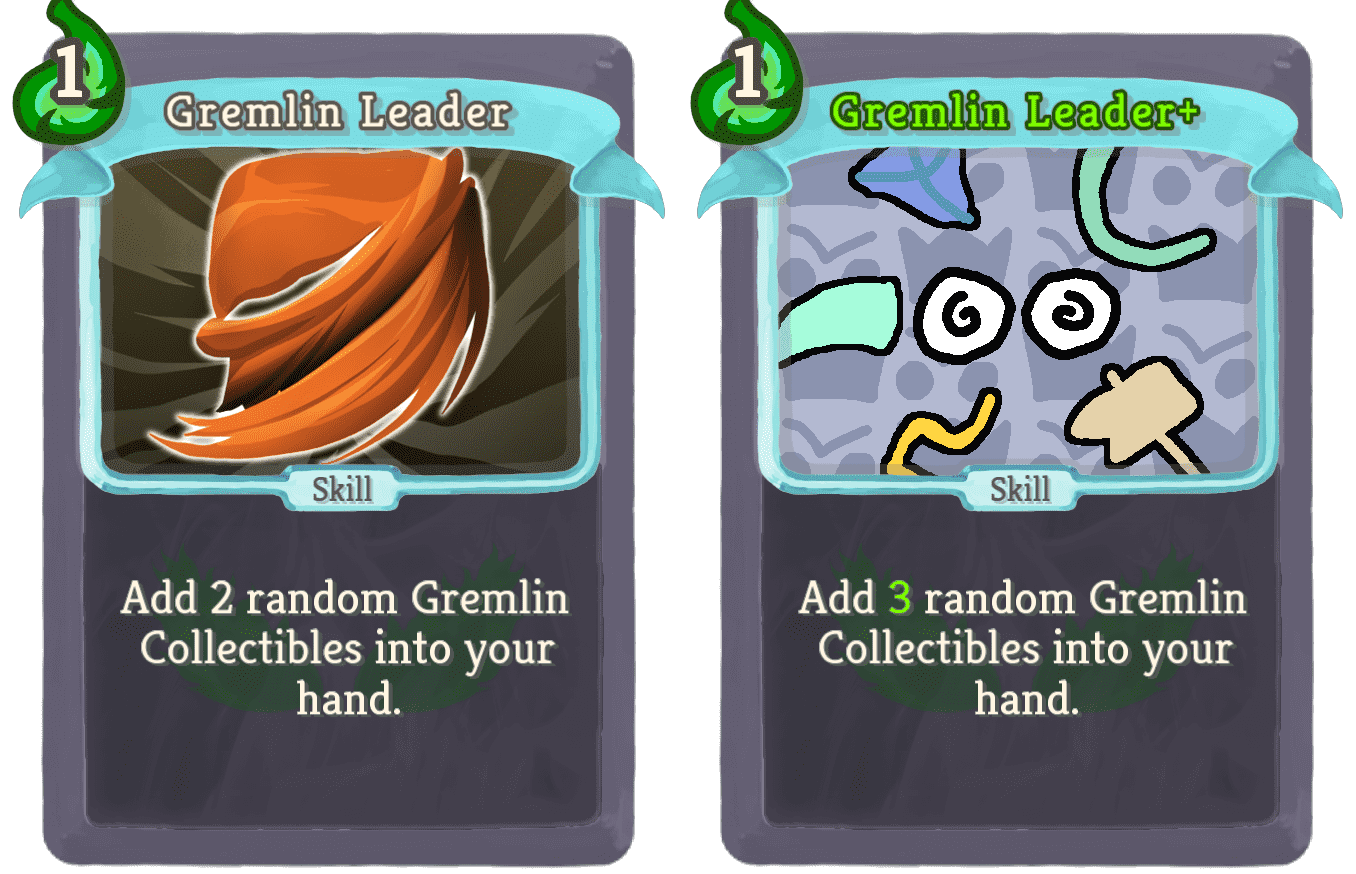 1
Gremlin Leader
Skill
Add 2 random Gremlin
Collectibles into your
hand.
1
Gremlin Leader+
Skill
Add 3 random Gremlin
Collectibles into your
hand.